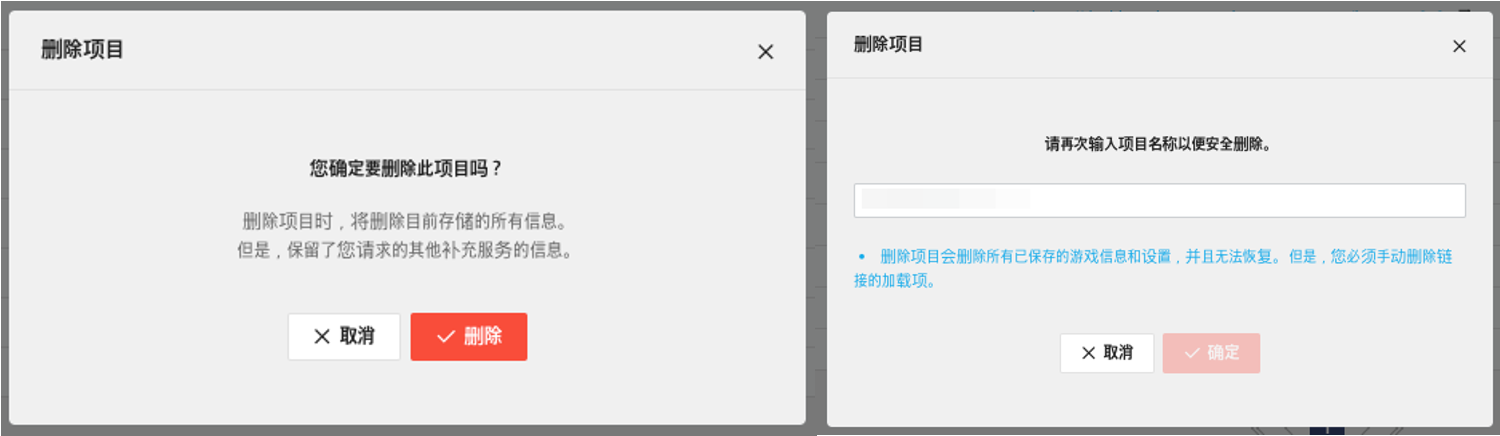 删除项目
您确定要删除此项目吗？
删除项目时，将删除目前存储的所有信息。
但是，保留了您请求的其他补充服务的信息。
取消
删除
删除项目
请再次输入项目名称以便安全删除。
• 删除项目会删除所有已保存的游戏信息和设置，并且无法恢复。但是，您必须手动删除链
接的加载项。
取消
确定